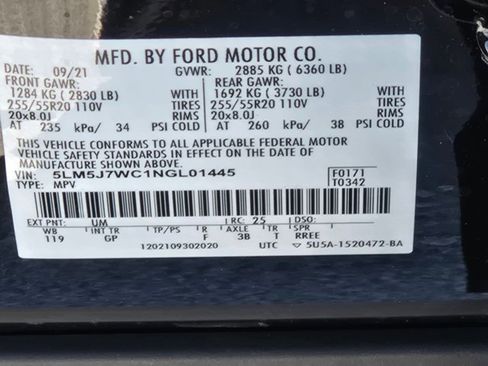 MFD. BY FORD MOTOR CO.
DATE: 09/21 GVWR: 2885 KG ( 6360 LB)
FRONT GAWR: REAR GAWR:
1284 KG ( 2830 LB) 1692 KG ( 3730 LB)
255/55R20 110V TIRES 255/55R20 110V TIRES
20x8.0J RIMS 20x8.0J RIMS
AT 235 kPa/ 34 PSI COLD AT 260 kPa/ 38 PSI COLD
THIS VEHICLE CONFORMS TO ALL APPLICABLE FEDERAL MOTOR
VEHICLE SAFETY AND THEFT PREVENTION STANDARDS IN EFFECT ON THE DATE OF
MANUFACTURE SHOWN ABOVE.
VIN: 5LM5J7WC1NGL01445 F0171
TYPE: MPV T0342
EXT PNT: UM RC: 25
WB INT TR TP/PS R AXLE TR SPR
119 GP F 3B T RREE
1202109302020 UTC 5U5A-1520472-BA